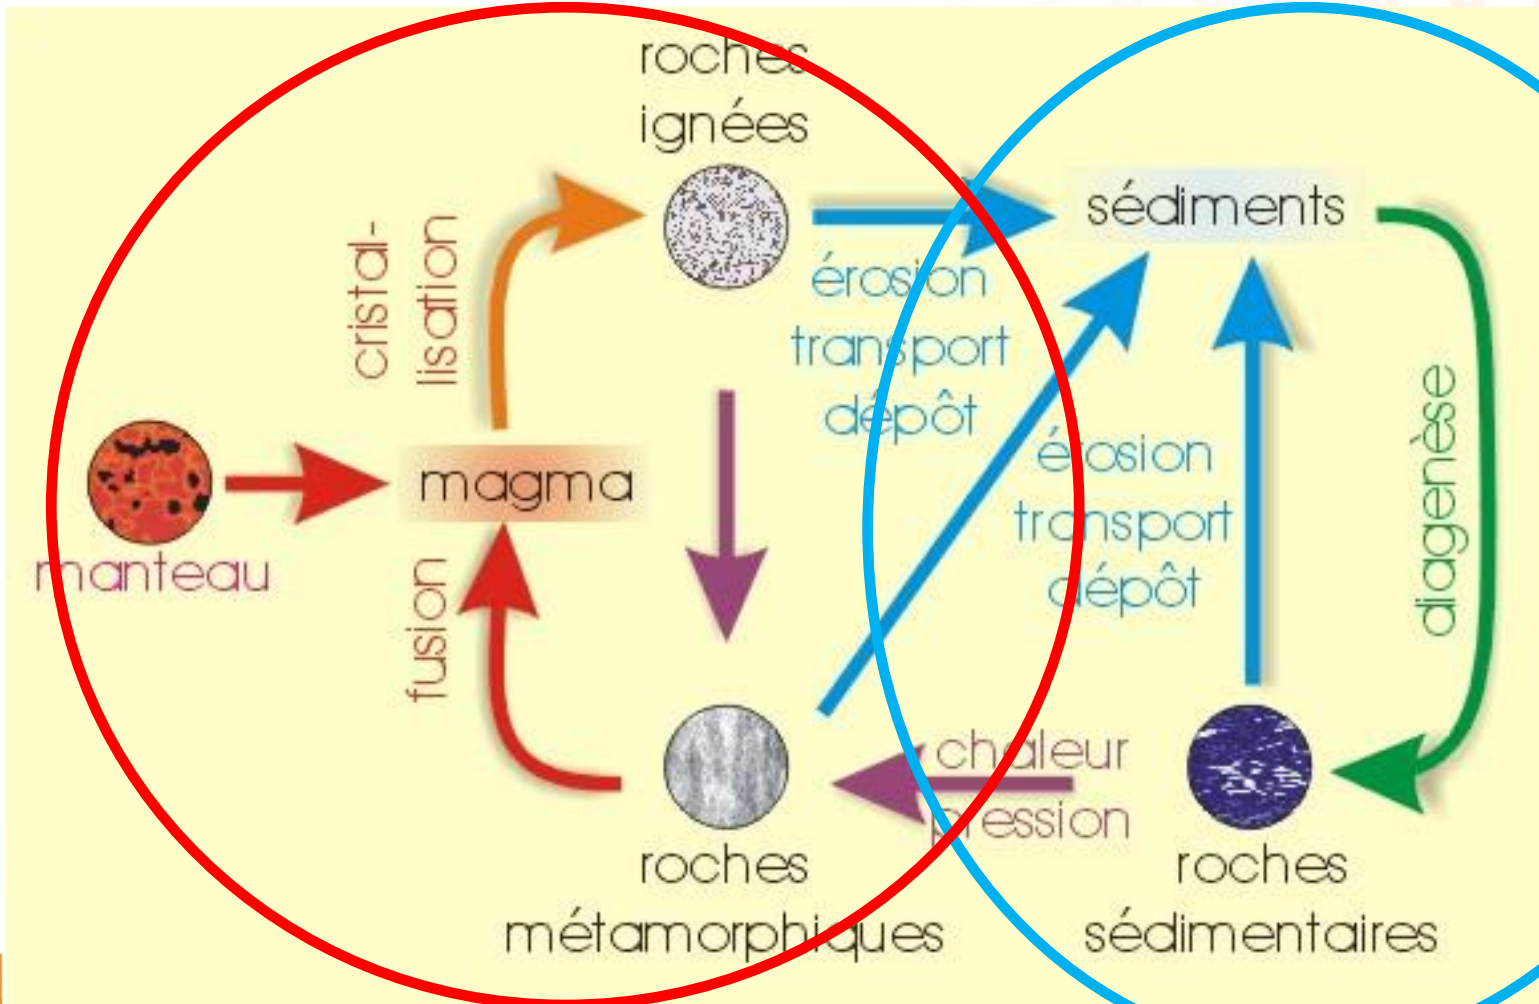 roches
ignées
cristal-
lisation
sédiments
érosion
transport
dépôt
manteau
magma
fusion
érosion
transport
dépôt
diagenèse
chaleur
pression
roches
métamorphiques
roches
sédimentaires